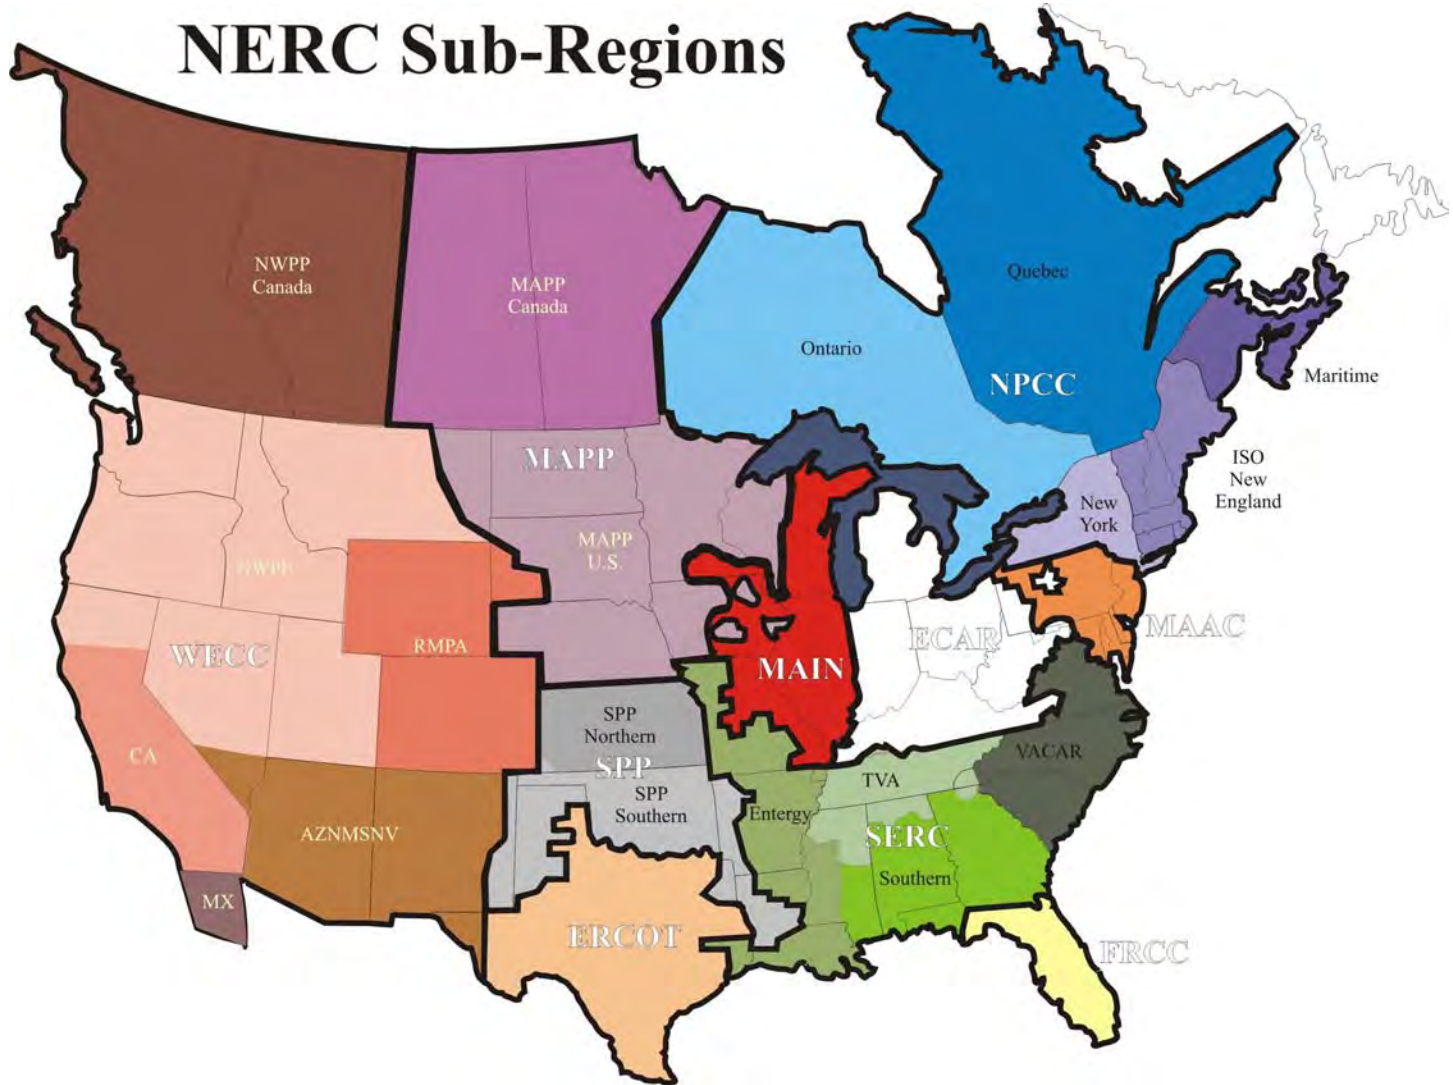 NERC Sub-Regions
NWPP
Canada
MAPP
Canada
Quebec
Ontario
NPCC
Maritime
MAPP
ISO
New
England
New
York
MAPP
U.S.
NWPP
RMPA
WECC
ECAR
MAAC
MAIN
SPP
Northern
SPP
CA
VACAR
TVA
SPP
Southern
Entergy
AZNMSNV
SERC
Southern
MX
ERCOT
FRCC